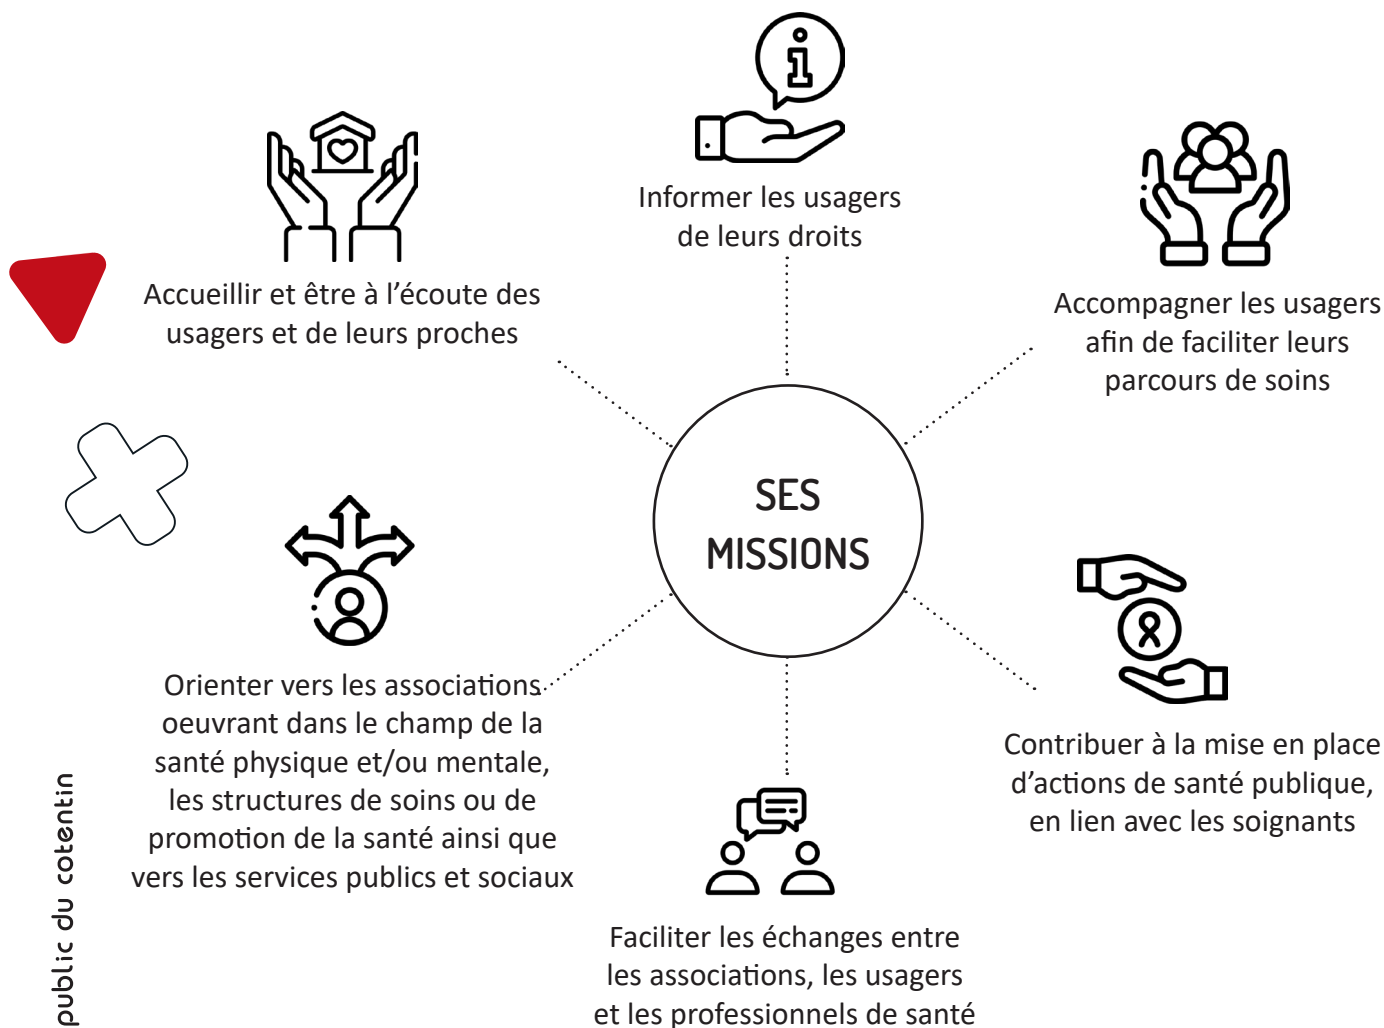 Informer les usagers
de leurs droits
Accueillir et être à l’écoute des
usagers et de leurs proches
Accompagner les usagers
afin de faciliter leurs
parcours de soins
SES
MISSIONS
Orienter vers les associations
oeuvrant dans le champ de la
santé physique et/ou mentale,
les structures de soins ou de
promotion de la santé ainsi que
vers les services publics et sociaux
Contribuer à la mise en place
d’actions de santé publique,
en lien avec les soignants
Faciliter les échanges entre
les associations, les usagers
et les professionnels de santé
public du cotentin